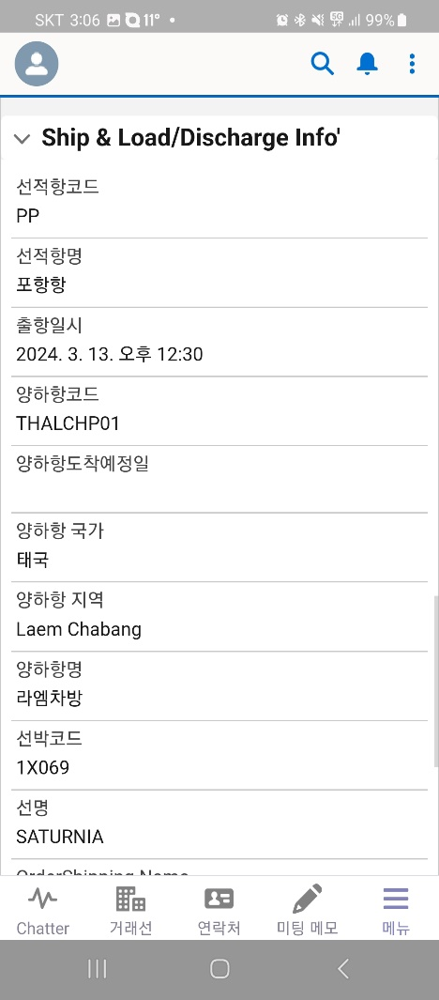 SKT 3:06 11° • 5G 99%
Ship & Load/Discharge Info'
선적항코드
PP
선적항명
포항항
출항일시
2024. 3. 13. 오후 12:30
양하항코드
THALCHP01
양하항도착예정일
양하항 국가
태국
양하항 지역
Laem Chabang
양하항명
라엠차방
선박코드
1X069
선명
SATURNIA
OrderShipping Name
Chatter 거래선 연락처 미팅 메모 메뉴